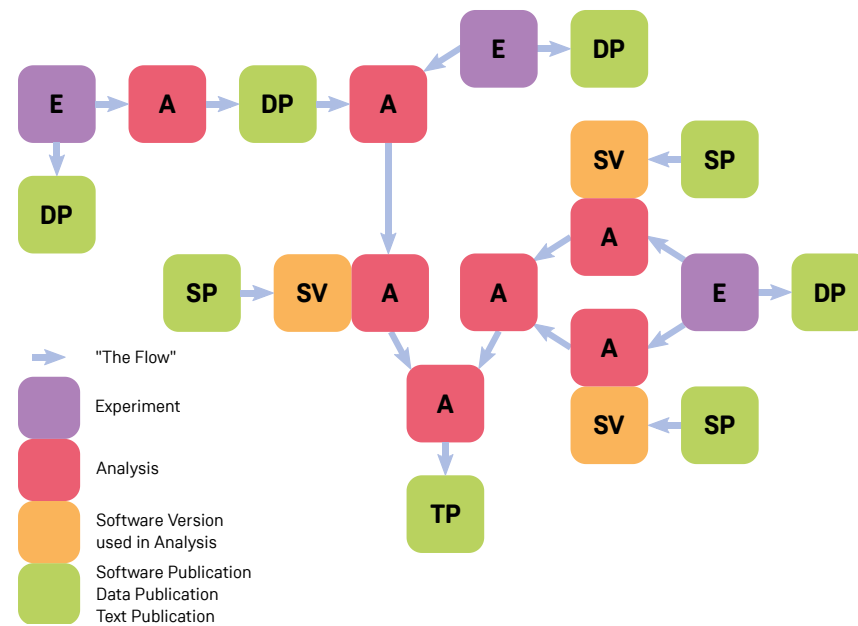 E
DP
E
A
DP
A
SV
SP
DP
A
SP
SV
A
A
E
DP
A
"The Flow"
A
Experiment
SV
SP
Analysis
TP
Software Version
used in Analysis
Software Publication
Data Publication
Text Publication